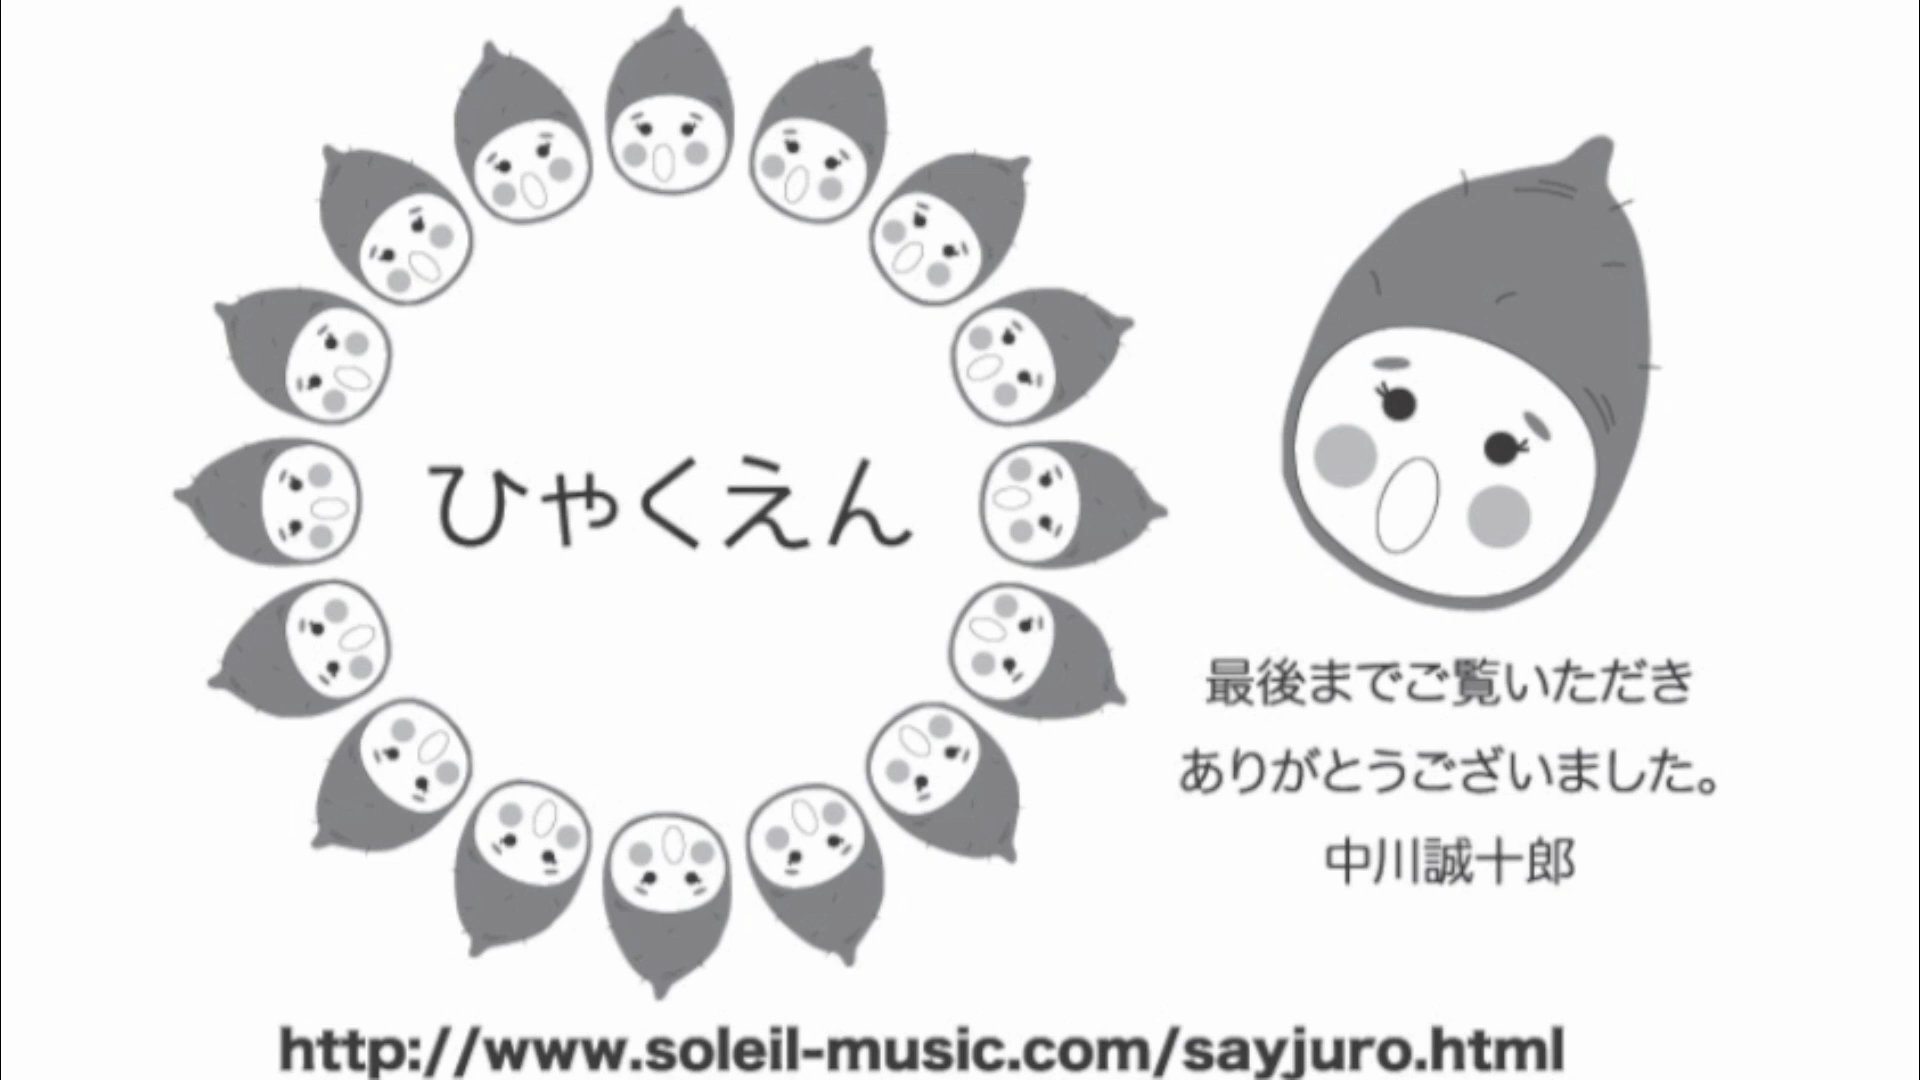 ひゃくえん
最後までご覧いただき
ありがとうございました。
中川誠十郎
http://www.soleil-music.com/sayjuro.html